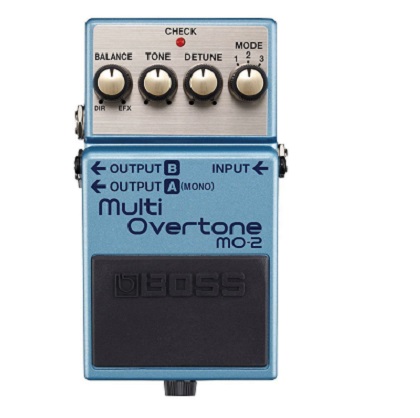 CHECK
BALANCE TONE DETUNE MODE
1 2 3
DIR EFX
OUTPUT B INPUT
OUTPUT A (MONO)
Multi
Overtone
MO-2
BOSS